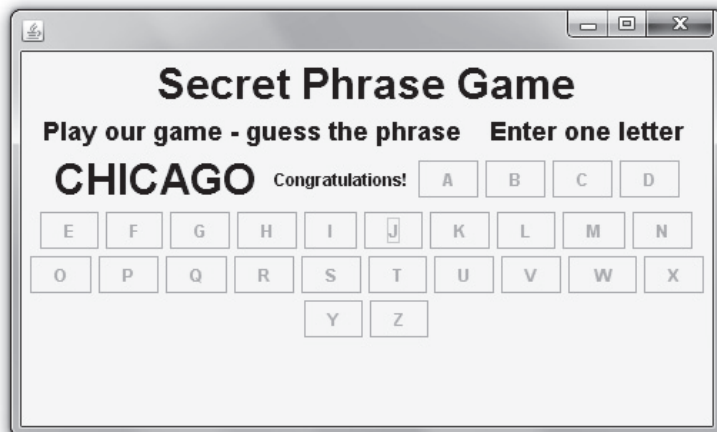 Secret Phrase Game
Play our game - guess the phrase Enter one letter
CHICAGO Congratulations! A B C D
E F G H I J K L M N
O P Q R S T U V W X
Y Z